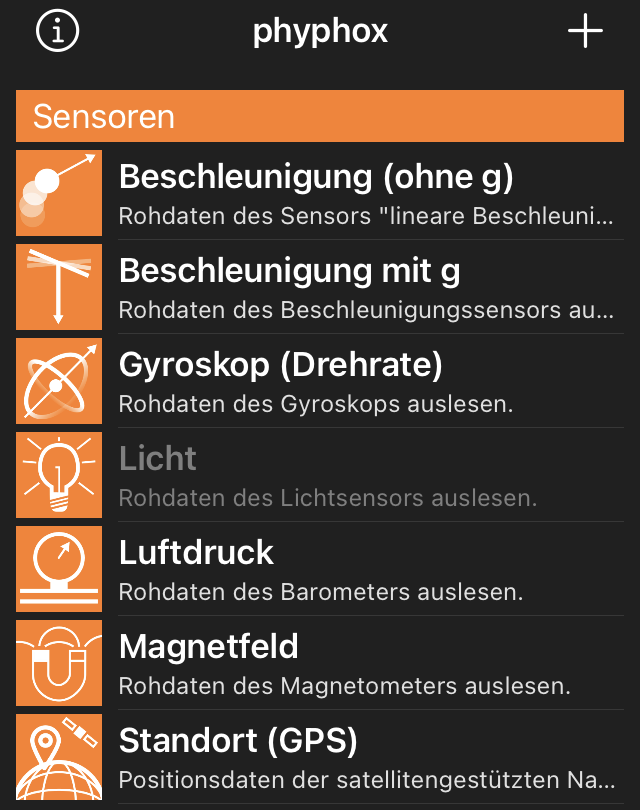 phyphox
Sensoren
Beschleunigung (ohne g)
Rohdaten des Sensors "lineare Beschleuni...
Beschleunigung mit g
Rohdaten des Beschleunigungssensors au...
Gyroskop (Drehrate)
Rohdaten des Gyroskops auslesen.
Licht
Rohdaten des Lichtsensors auslesen.
Luftdruck
Rohdaten des Barometers auslesen.
Magnetfeld
Rohdaten des Magnetometers auslesen.
Standort (GPS)
Positionsdaten der satellitengestützten Na...